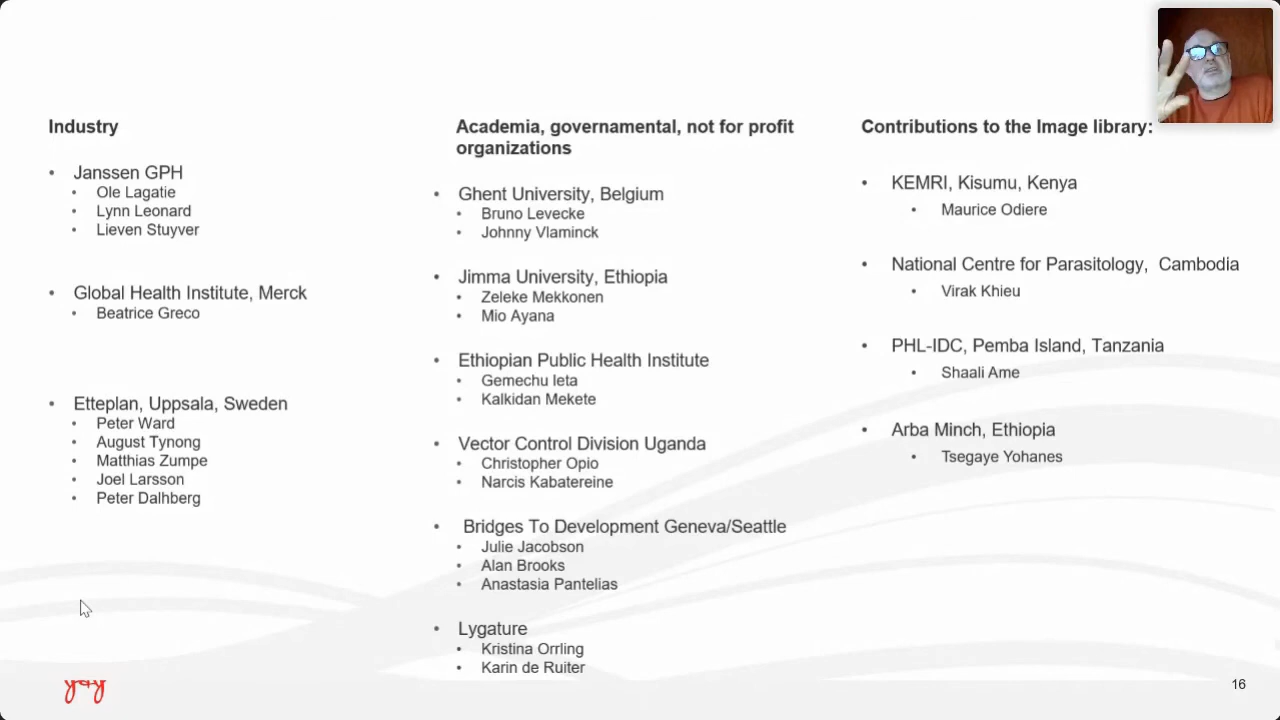 Industry
Janssen GPH
Ole Lagatie
Lynn Leonard
Lieven Stuyver
Global Health Institute, Merck
Beatrice Greco
Etteplan, Uppsala, Sweden
Peter Ward
August Tynong
Matthias Zumpe
Joel Larsson
Peter Dalhberg
Academia, governamental, not for profit
organizations
Ghent University, Belgium
Bruno Levecke
Johnny Vlaminck
Jimma University, Ethiopia
Zeleke Mekkonen
Mio Ayana
Ethiopian Public Health Institute
Gemechu leta
Kalkidan Mekete
Vector Control Division Uganda
Christopher Opio
Narcis Kabatereine
Bridges To Development Geneva/Seattle
Julie Jacobson
Alan Brooks
Anastasia Pantelias
Lygature
Kristina Orrling
Karin de Ruiter
Contributions to the Image library:
KEMRI, Kisumu, Kenya
Maurice Odiere
National Centre for Parasitology, Cambodia
Virak Khieu
PHL-IDC, Pemba Island, Tanzania
Shaali Ame
Arba Minch, Ethiopia
Tsegaye Yohanes
16